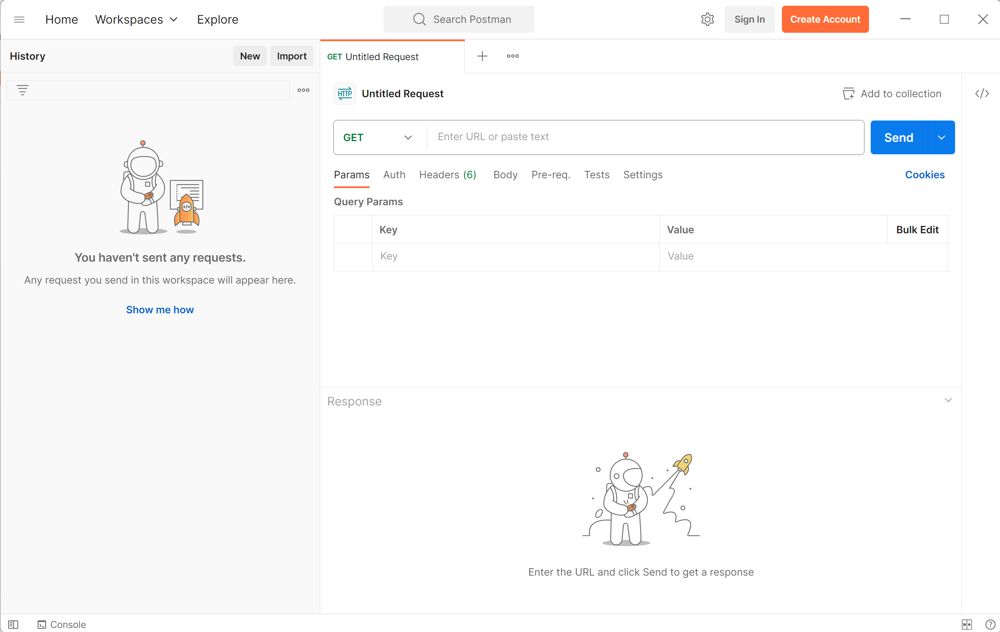 Home Workspaces Explore Search Postman Sign In Create Account
History New Import
GET Untitled Request
HTTP Untitled Request Add to collection </>
GET Enter URL or paste text Send
Params Auth Headers (6) Body Pre-req. Tests Settings Cookies
Query Params
Key Value Bulk Edit
Key Value
</>
You haven't sent any requests.
Any request you send in this workspace will appear here.
Show me how
Response
Enter the URL and click Send to get a response
Console ?